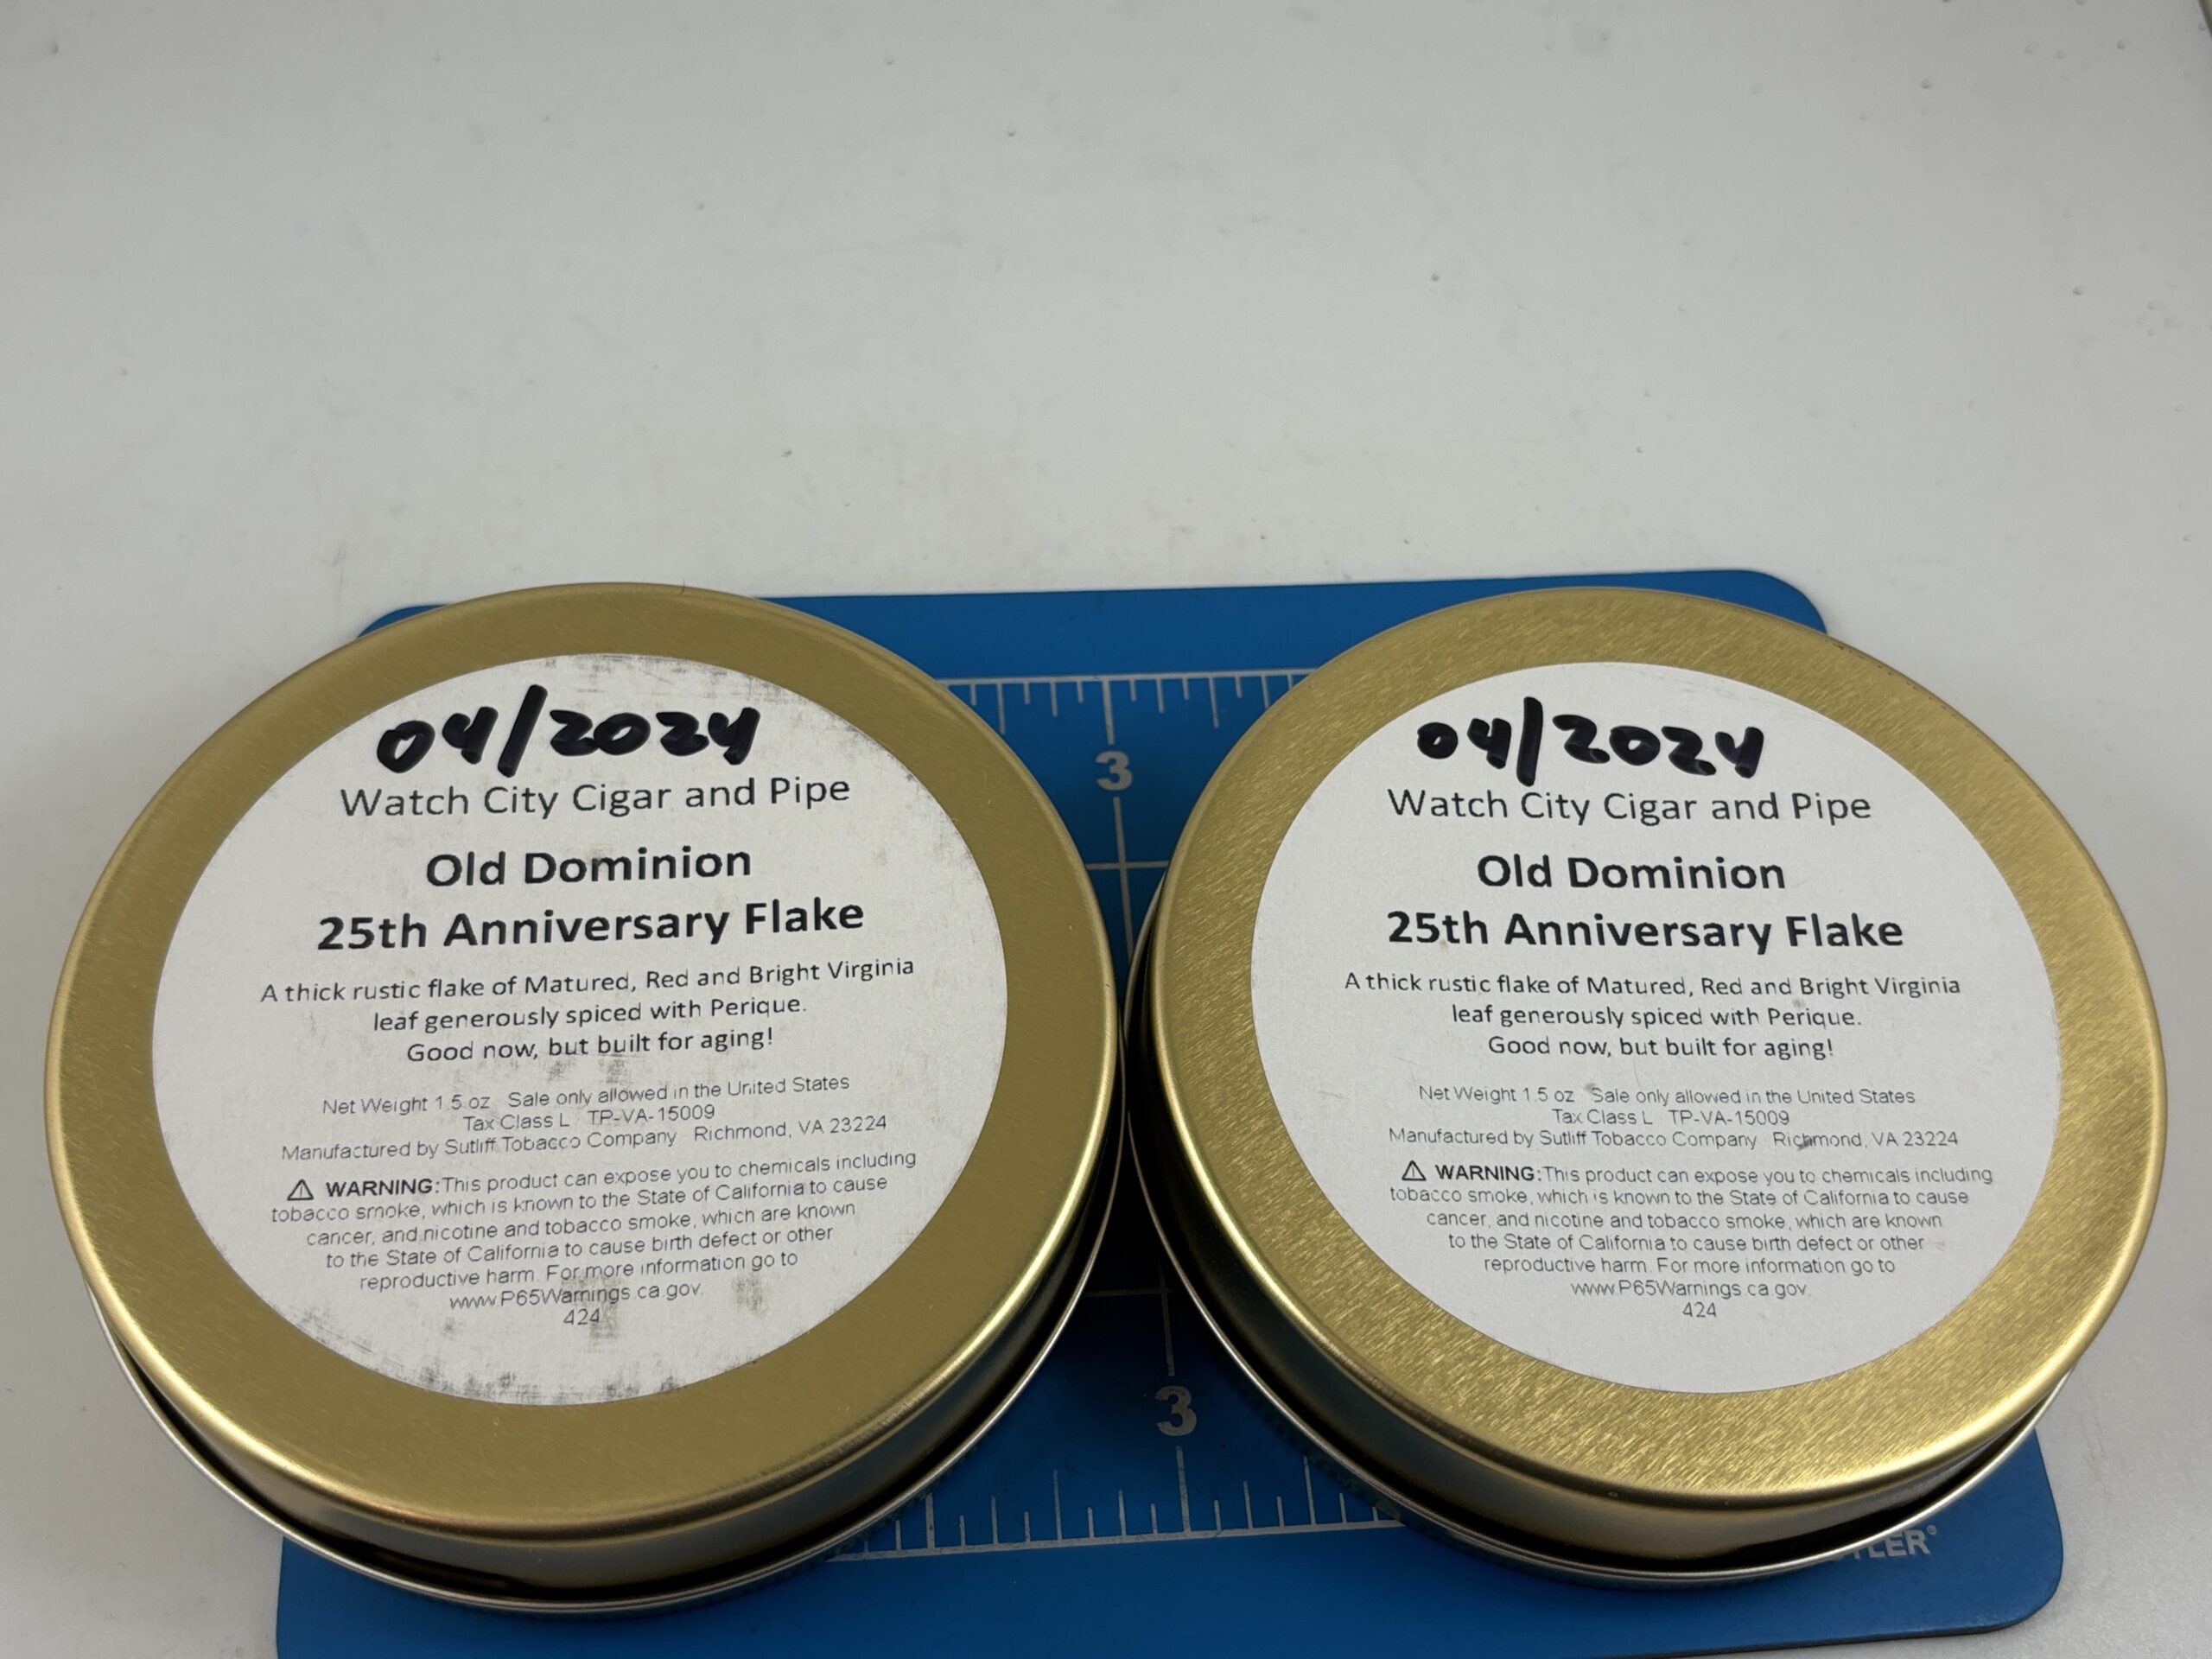 04/2024
Watch City Cigar and Pipe
Old Dominion
25th Anniversary Flake
A thick rustic flake of Matured, Red and Bright Virginia
leaf generously spiced with Perique.
Good now, but built for aging!
Net Weight 1.5 oz Sale only allowed in the United States
Tax Class L TP-VA-15009
Manufactured by Sutliff Tobacco Company Richmond, VA 23224
⚠ WARNING: This product can expose you to chemicals including
tobacco smoke, which is known to the State of California to cause
cancer, and nicotine and tobacco smoke, which are known
to the State of California to cause birth defect or other
reproductive harm. For more information go to
www.P65Warnings.ca.gov.
424
04/2024
Watch City Cigar and Pipe
Old Dominion
25th Anniversary Flake
A thick rustic flake of Matured, Red and Bright Virginia
leaf generously spiced with Perique.
Good now, but built for aging!
Net Weight 1.5 oz Sale only allowed in the United States
Tax Class L TP-VA-15009
Manufactured by Sutliff Tobacco Company Richmond, VA 23224
⚠ WARNING: This product can expose you to chemicals including
tobacco smoke, which is known to the State of California to cause
cancer, and nicotine and tobacco smoke, which are known
to the State of California to cause birth defect or other
reproductive harm. For more information go to
www.P65Warnings.ca.gov.
424
3
3